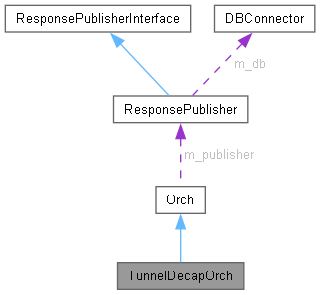 ResponsePublisherInterface DBConnector
m_db
ResponsePublisher
m_publisher
Orch
TunnelDecapOrch